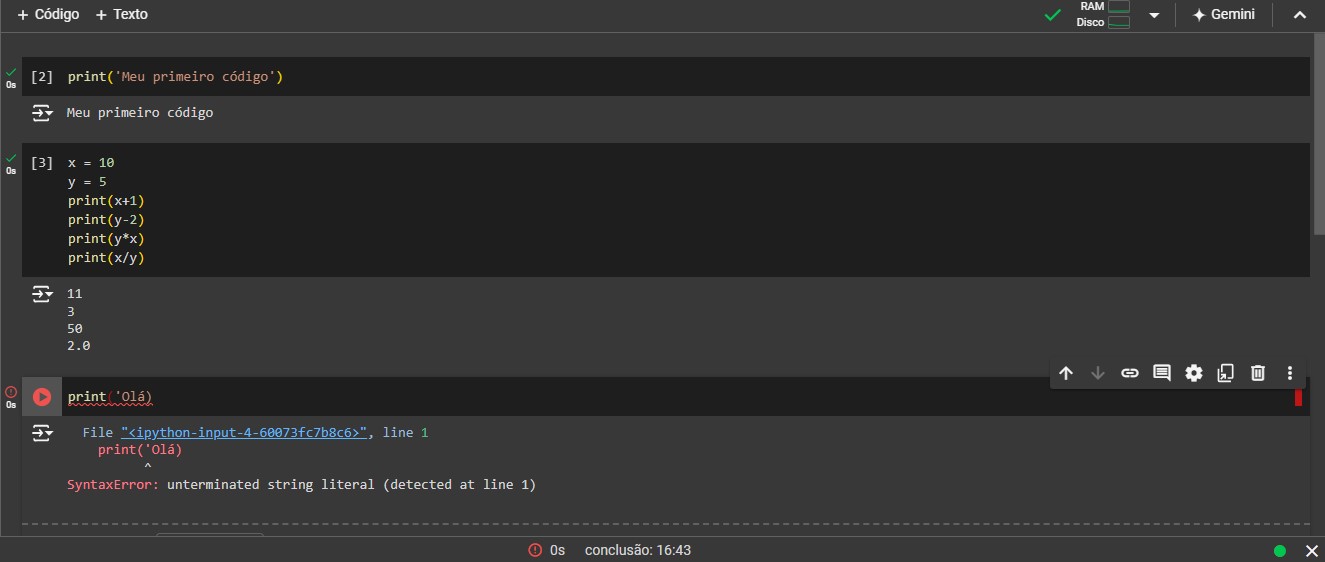 + Código + Texto
RAM
Disco
Gemini
0s
[2] print('Meu primeiro código')
Meu primeiro código
0s
[3] x = 10
y = 5
print(x+1)
print(y-2)
print(y*x)
print(x/y)
11
3
50
2.0
0s
print('Olá)
File "<ipython-input-4-60073fc7b8c6>", line 1
print('Olá)
^
SyntaxError: unterminated string literal (detected at line 1)
0s conclusão: 16:43